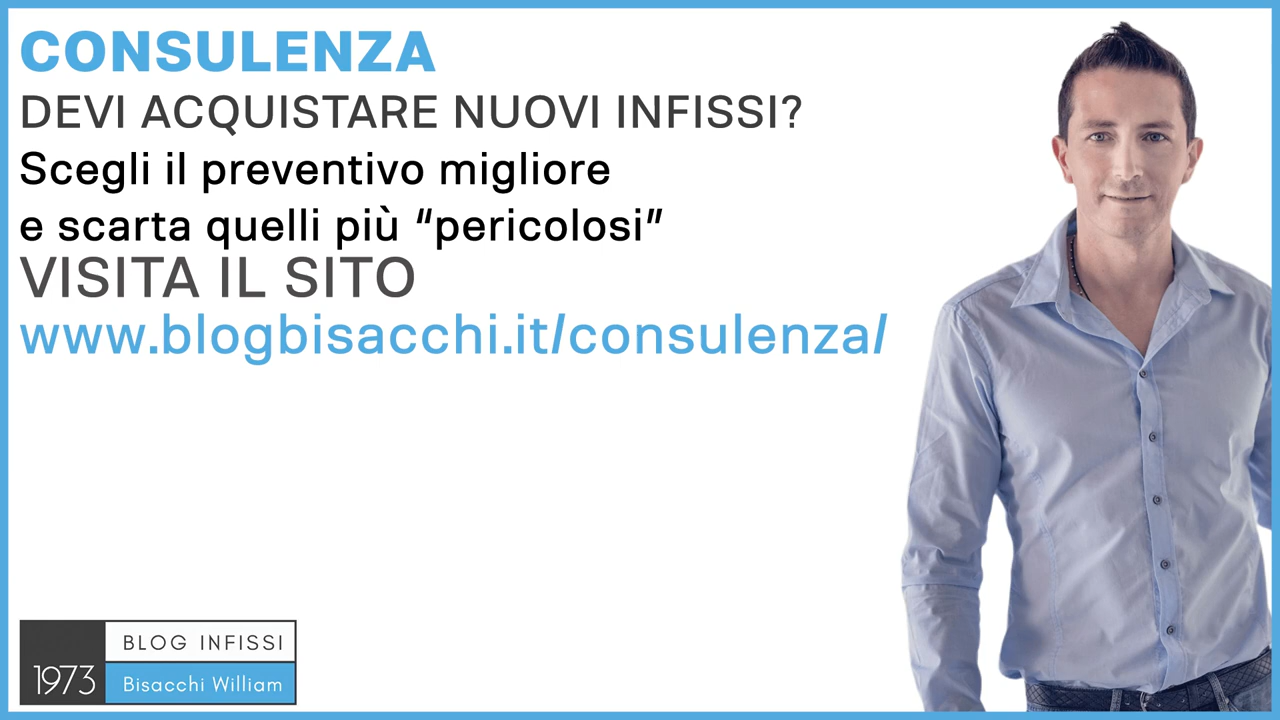 CONSULENZA
DEVI ACQUISTARE NUOVI INFISSI?
Scegli il preventivo migliore
e scarta quelli più “pericolosi”
VISITA IL SITO
www.blogbisacchi.it/consulenza/
BLOG INFISSI
1973
Bisacchi William